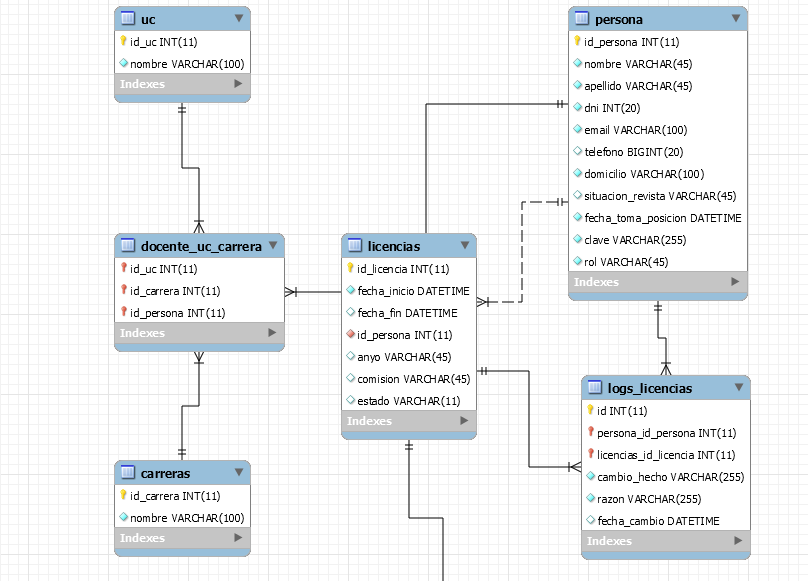 uc
id_uc INT(11)
nombre VARCHAR(100)
Indexes
persona
id_persona INT(11)
nombre VARCHAR(45)
apellido VARCHAR(45)
dni INT(20)
email VARCHAR(100)
telefono BIGINT(20)
domicilio VARCHAR(100)
situacion_revista VARCHAR(45)
fecha_toma_posicion DATETIME
clave VARCHAR(255)
rol VARCHAR(45)
Indexes
docente_uc_carrera
id_uc INT(11)
id_carrera INT(11)
id_persona INT(11)
Indexes
licencias
id_licencia INT(11)
fecha_inicio DATETIME
fecha_fin DATETIME
id_persona INT(11)
anyo VARCHAR(45)
comision VARCHAR(45)
estado VARCHAR(11)
Indexes
logs_licencias
id INT(11)
persona_id_persona INT(11)
licencias_id_licencia INT(11)
cambio_hecho VARCHAR(255)
razon VARCHAR(255)
fecha_cambio DATETIME
Indexes
carreras
id_carrera INT(11)
nombre VARCHAR(100)
Indexes